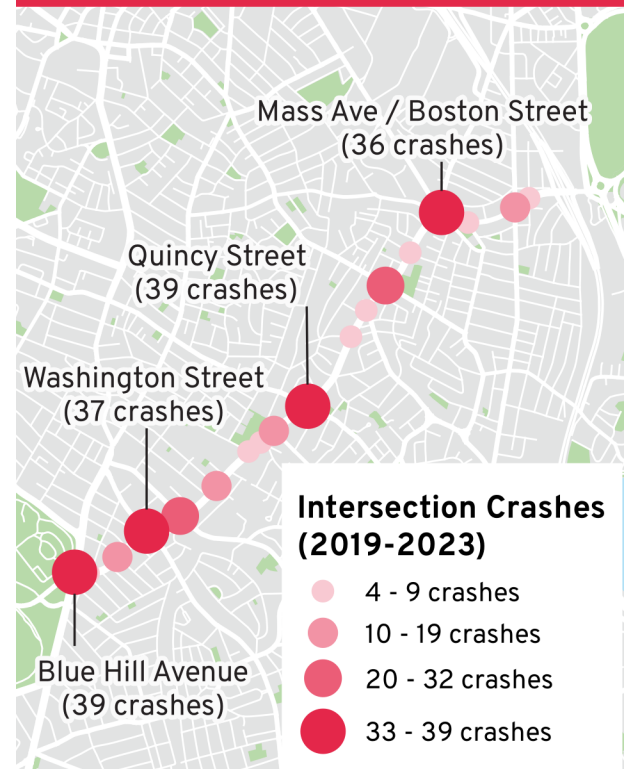 Mass Ave / Boston Street
(36 crashes)
Quincy Street
(39 crashes)
Washington Street
(37 crashes)
Blue Hill Avenue
(39 crashes)
Intersection Crashes
(2019-2023)
4 - 9 crashes
10 - 19 crashes
20 - 32 crashes
33 - 39 crashes